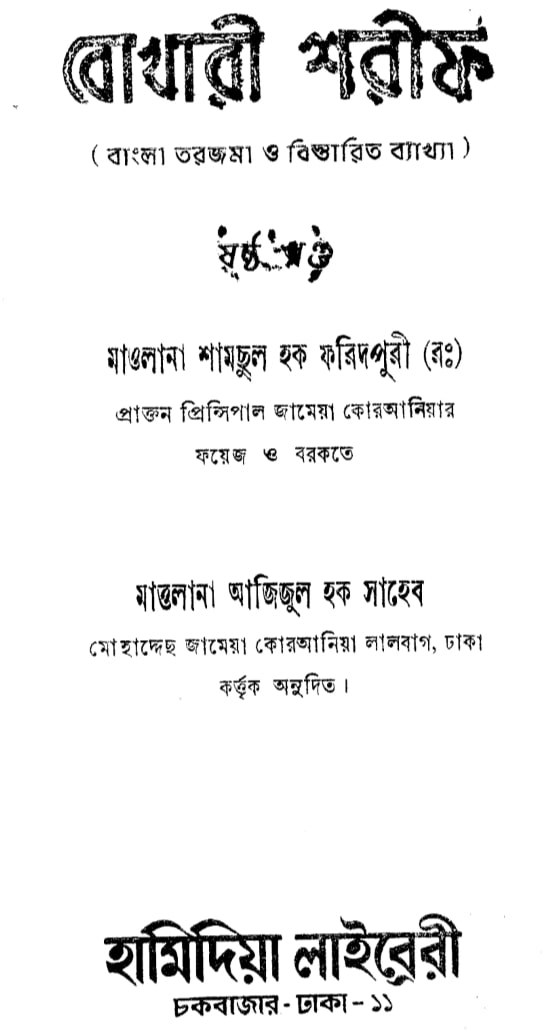 বোখারী শরীফ
( বাংলা তরজমা ও বিস্তারিত ব্যাখ্যা )
ষষ্ঠ খণ্ড
মাওলানা শামছুল হক ফরিদপুরী (রঃ)
প্রাক্তন প্রিন্সিপাল জামেয়া কোরআনিয়ার
ফয়েজ ও বরকতে
মাওলানা আজিজুল হক সাহেব
মোহাদ্দেছ জামেয়া কোরআনিয়া লালবাগ, ঢাকা
কর্ত্তৃক অনুদিত ।
হামিদিয়া লাইব্রেরী
চকবাজার - ঢাকা - ১১